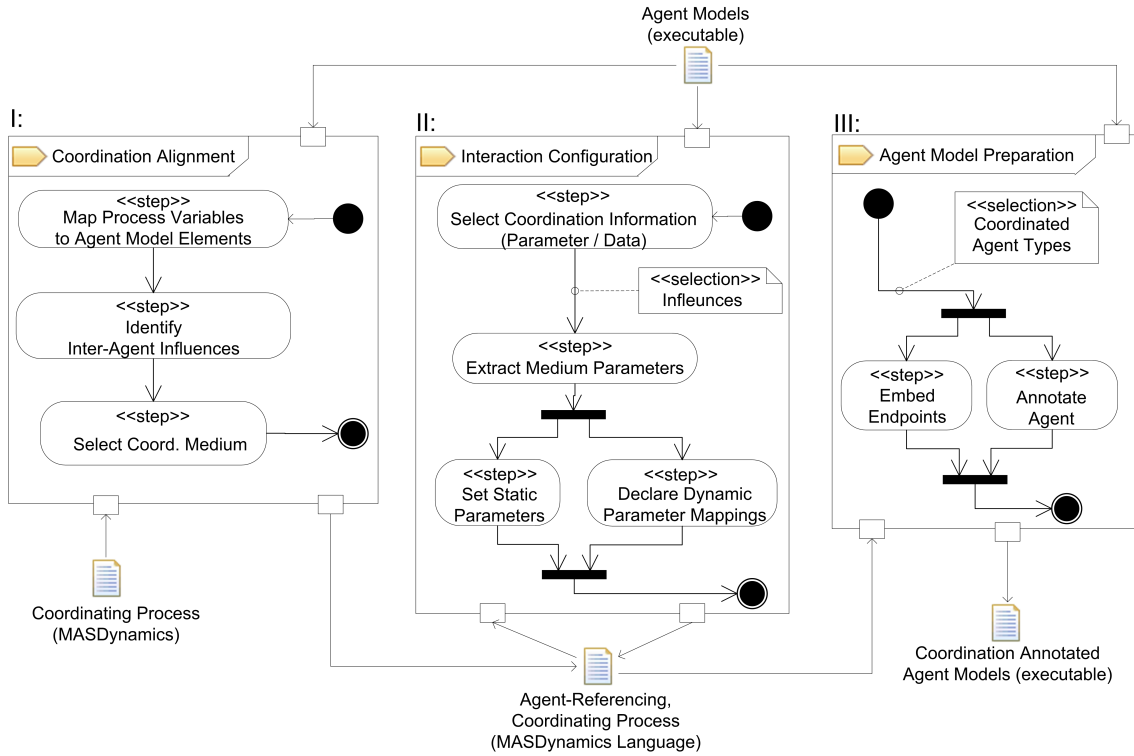 Agent Models
(executable)
I:
Coordination Alignment
<<step>>
Map Process Variables
to Agent Model Elements
<<step>>
Identify
Inter-Agent Influences
<<step>>
Select Coord. Medium
Coordinating Process
(MASDynamics)
II:
Interaction Configuration
<<step>>
Select Coordination Information
(Parameter / Data)
<<selection>>
Infleunces
<<step>>
Extract Medium Parameters
<<step>>
Set Static
Parameters
<<step>>
Declare Dynamic
Parameter Mappings
Agent-Referencing,
Coordinating Process
(MASDynamics Language)
III:
Agent Model Preparation
<<selection>>
Coordinated
Agent Types
<<step>>
Embed
Endpoints
<<step>>
Annotate
Agent
Coordination Annotated
Agent Models (executable)